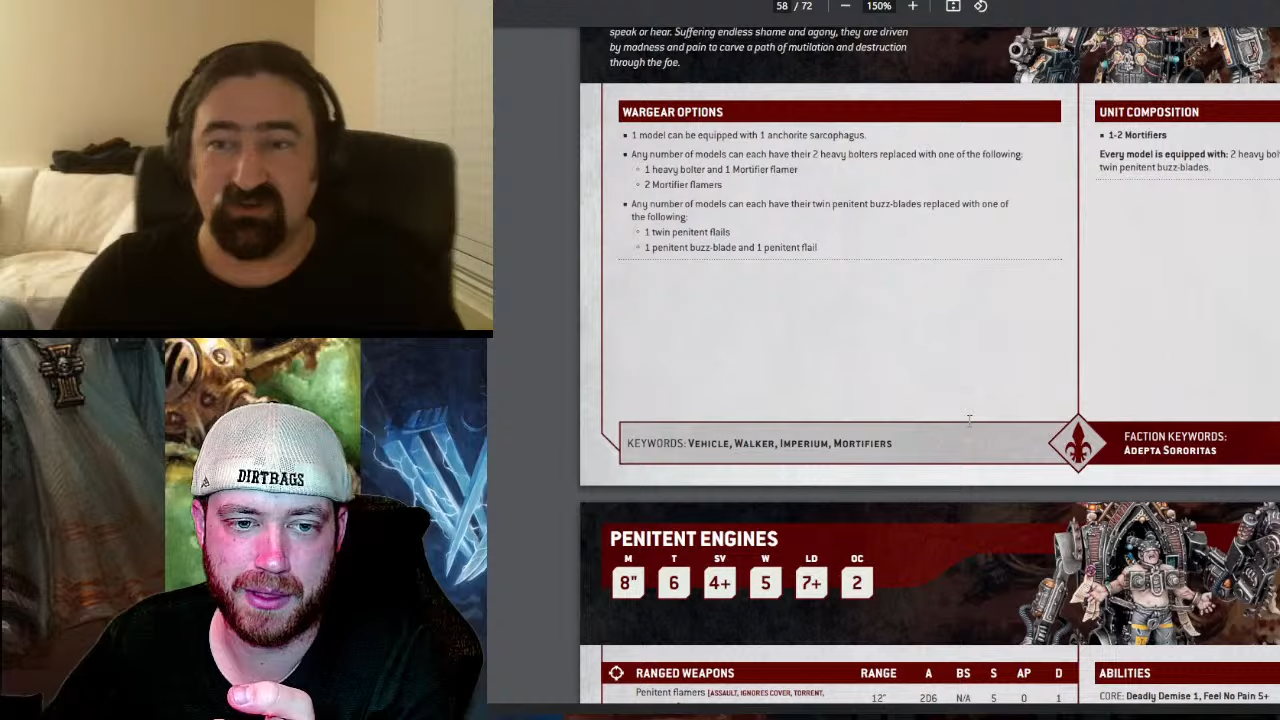 58 / 72
150%
speak or hear. Suffering endless shame and agony, they are driven
by madness and pain to carve a path of mutilation and destruction
through the foe.
WARGEAR OPTIONS
UNIT COMPOSITION
▪ 1 model can be equipped with 1 anchorite sarcophagus.
▪ Any number of models can each have their 2 heavy bolters replaced with one of the following:
◦ 1 heavy bolter and 1 Mortifier flamer
◦ 2 Mortifier flamers
▪ Any number of models can each have their twin penitent buzz-blades replaced with one of
the following:
◦ 1 twin penitent flails
◦ 1 penitent buzz-blade and 1 penitent flail
▪ 1-2 Mortifiers
Every model is equipped with: 2 heavy bol
twin penitent buzz-blades.
KEYWORDS: VEHICLE, WALKER, IMPERIUM, MORTIFIERS
FACTION KEYWORDS:
ADEPTA SORORITAS
PENITENT ENGINES
M T SV W LD OC
8" 6 4+ 5 7+ 2
RANGED WEAPONS RANGE A BS S AP D
Penitent flamers [ASSAULT, IGNORES COVER, TORRENT,
12" 2D6 N/A 5 0 1
ABILITIES
CORE: Deadly Demise 1, Feel No Pain 5+
DIRTBAGS